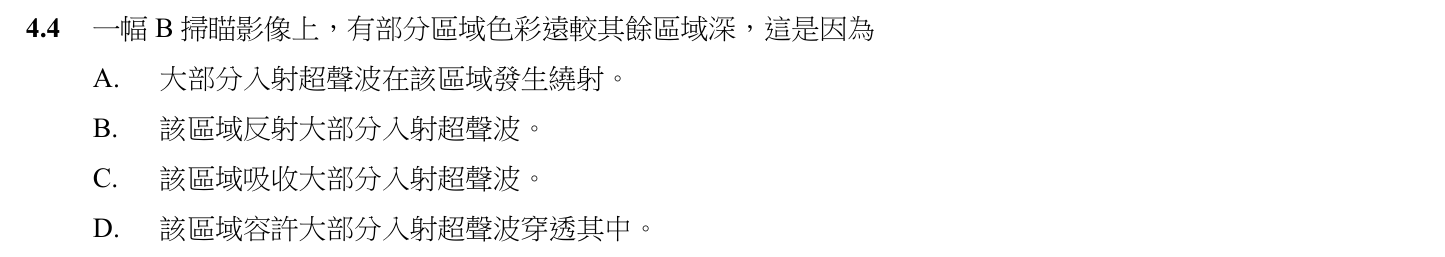 4.4 一幅 B 掃瞄影像上，有部分區域色彩遠較其餘區域深，這是因為
A. 大部分入射超聲波在該區域發生繞射。
B. 該區域反射大部分入射超聲波。
C. 該區域吸收大部分入射超聲波。
D. 該區域容許大部分入射超聲波穿透其中。